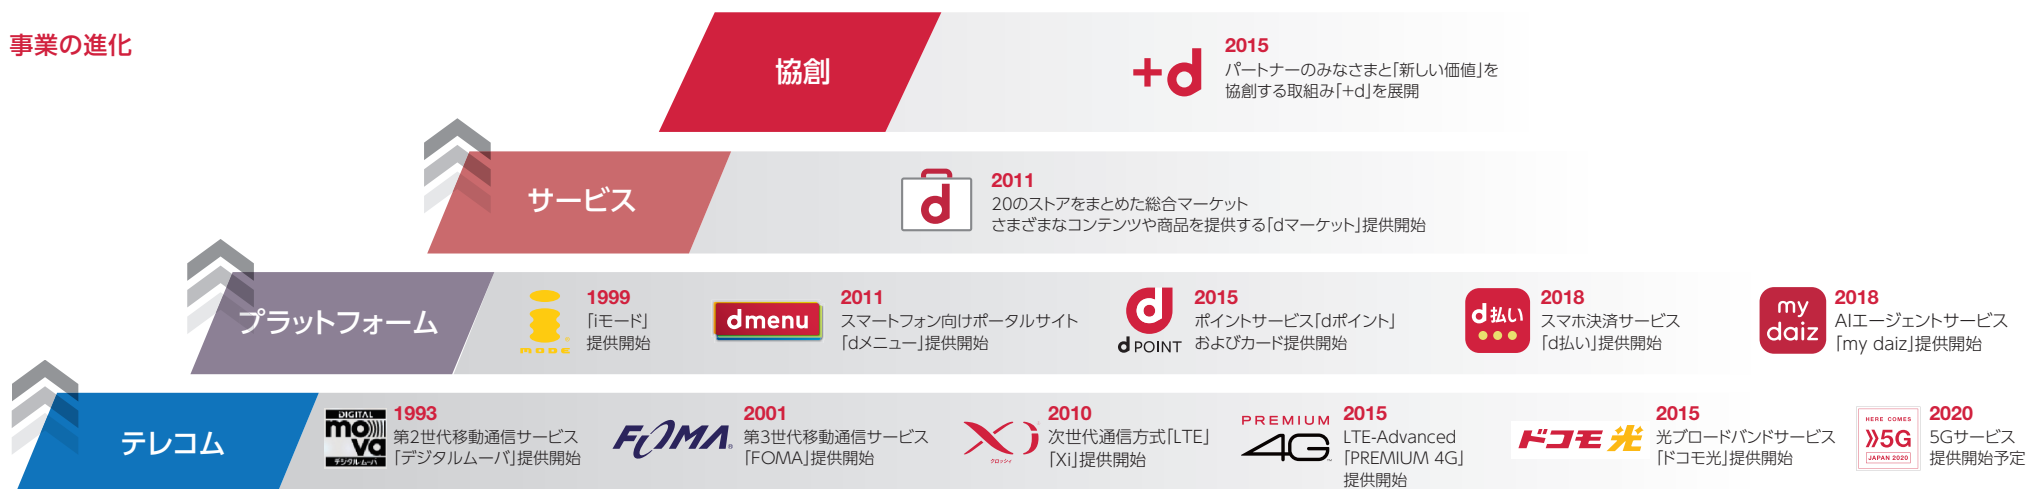 事業の進化
協創
+d
2015
パートナーのみなさまと「新しい価値」を
協創する取組み「+d」を展開
サービス
d
2011
20のストアをまとめた総合マーケット
さまざまなコンテンツや商品を提供する「dマーケット」提供開始
プラットフォーム
MODE
1999
「iモード」
提供開始
dmenu
2011
スマートフォン向けポータルサイト
「dメニュー」提供開始
d
d POINT
2015
ポイントサービス「dポイント」
およびカード提供開始
d払い
2018
スマホ決済サービス
「d払い」提供開始
my
daiz
2018
AIエージェントサービス
「my daiz」提供開始
テレコム
DIGITAL
mova
デジタル・ムーバ
1993
第2世代移動通信サービス
「デジタルムーバ」提供開始
FOMA
2001
第3世代移動通信サービス
「FOMA」提供開始
Xi
クロッシィ
2010
次世代通信方式「LTE」
「Xi」提供開始
PREMIUM
4G
2015
LTE-Advanced
「PREMIUM 4G」
提供開始
ドコモ光
2015
光ブロードバンドサービス
「ドコモ光」提供開始
HERE COMES
5G
JAPAN 2020
2020
5Gサービス
提供開始予定